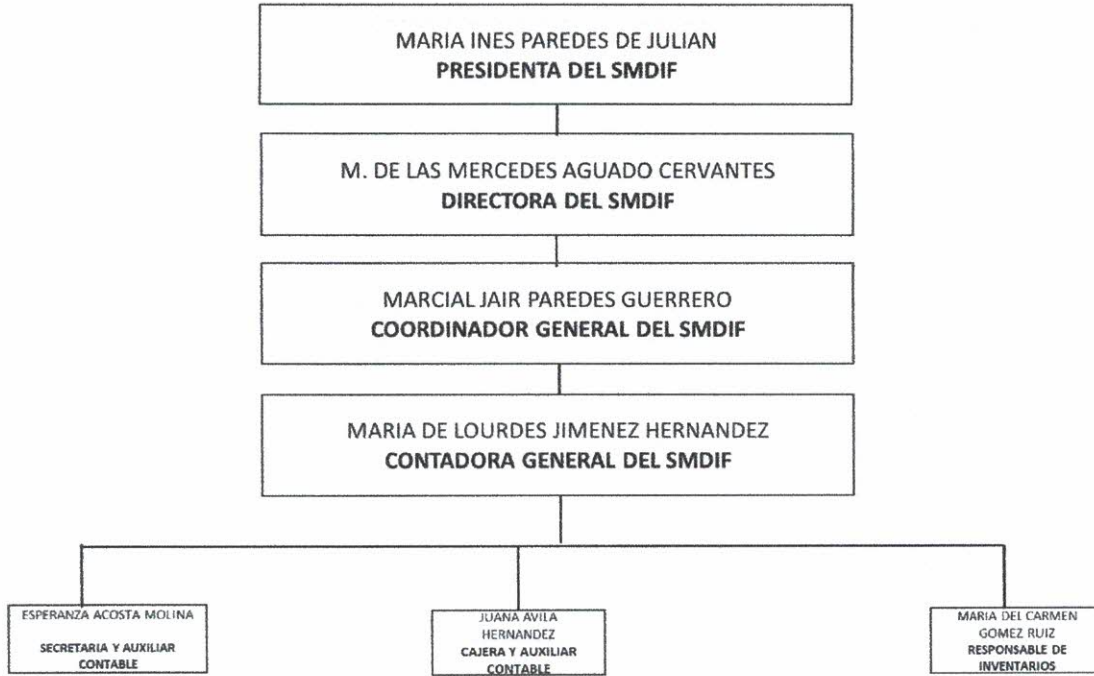 MARIA INES PAREDES DE JULIAN
PRESIDENTA DEL SMDIF
M. DE LAS MERCEDES AGUADO CERVANTES
DIRECTORA DEL SMDIF
MARCIAL JAIR PAREDES GUERRERO
COORDINADOR GENERAL DEL SMDIF
MARIA DE LOURDES JIMENEZ HERNANDEZ
CONTADORA GENERAL DEL SMDIF
ESPERANZA ACOSTA MOLINA
SECRETARIA Y AUXILIAR
CONTABLE
JUANA AVILA
HERNANDEZ
CAJERA Y AUXILIAR
CONTABLE
MARIA DEL CARMEN
GOMEZ RUIZ
RESPONSABLE DE
INVENTARIOS